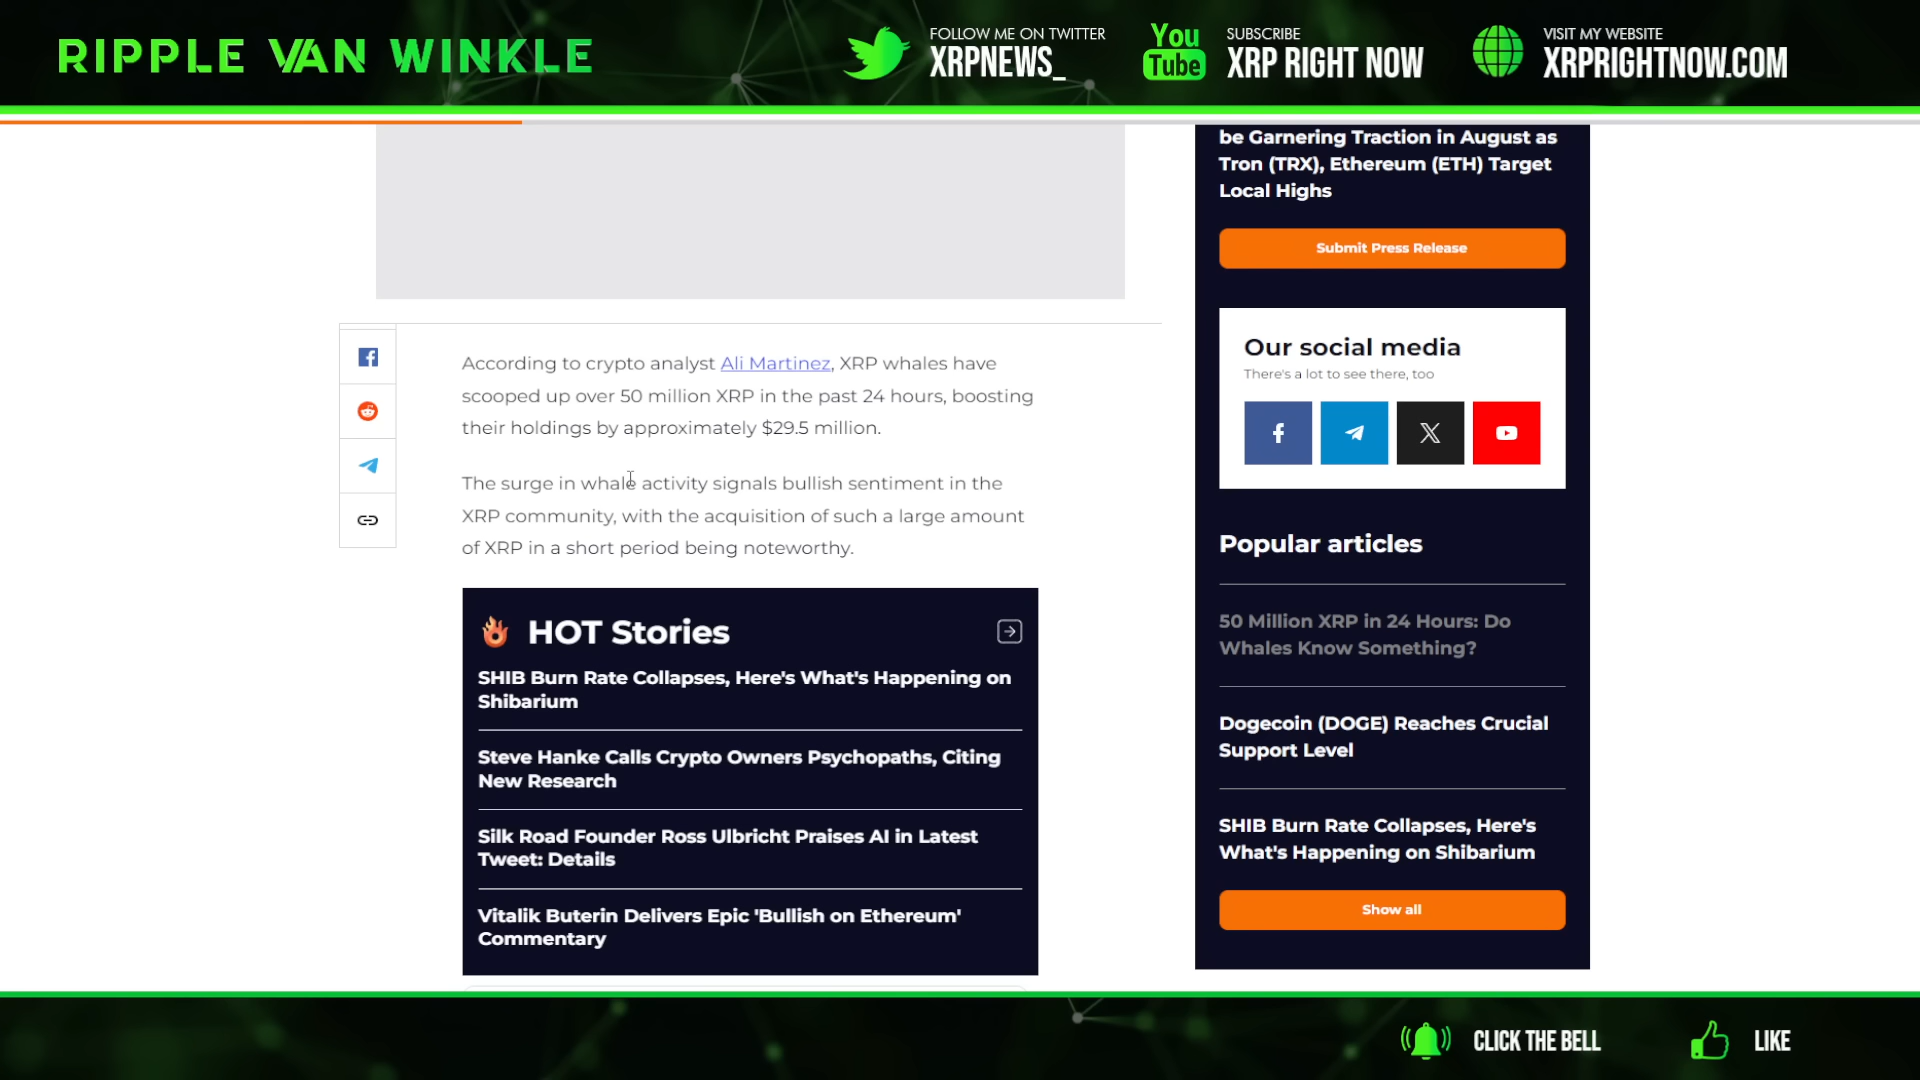 RIPPLE VAN WINKLE
FOLLOW ME ON TWITTER
XRPNEWS_
You
Tube
SUBSCRIBE
XRP RIGHT NOW
VISIT MY WEBSITE
XRPRIGHTNOW.COM
According to crypto analyst Ali Martinez, XRP whales have
scooped up over 50 million XRP in the past 24 hours, boosting
their holdings by approximately $29.5 million.
The surge in whale activity signals bullish sentiment in the
XRP community, with the acquisition of such a large amount
of XRP in a short period being noteworthy.
HOT Stories
SHIB Burn Rate Collapses, Here's What's Happening on
Shibarium
Steve Hanke Calls Crypto Owners Psychopaths, Citing
New Research
Silk Road Founder Ross Ulbricht Praises AI in Latest
Tweet: Details
Vitalik Buterin Delivers Epic 'Bullish on Ethereum'
Commentary
be Garnering Traction in August as
Tron (TRX), Ethereum (ETH) Target
Local Highs
Submit Press Release
Our social media
There's a lot to see there, too
Popular articles
50 Million XRP in 24 Hours: Do
Whales Know Something?
Dogecoin (DOGE) Reaches Crucial
Support Level
SHIB Burn Rate Collapses, Here's
What's Happening on Shibarium
Show all
CLICK THE BELL
LIKE